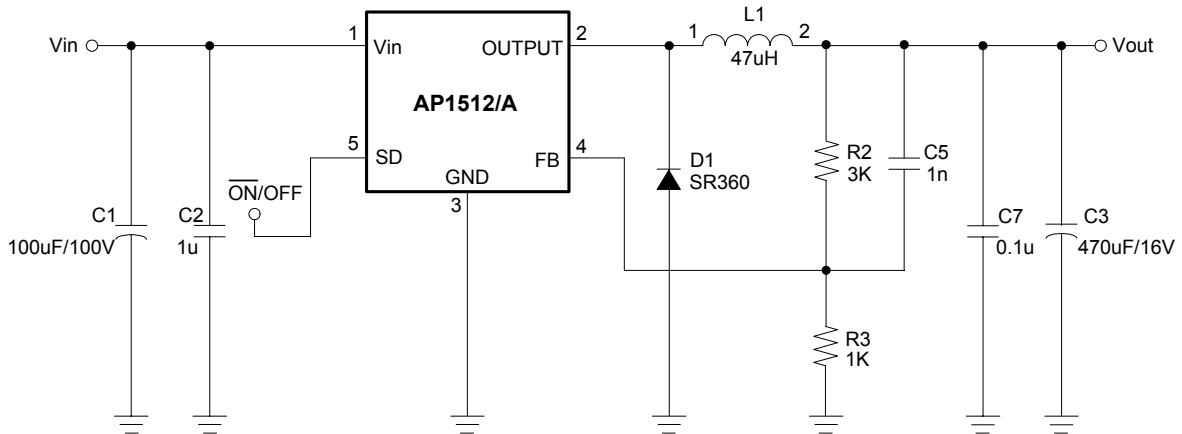 L1
Vin
1
Vin
OUTPUT
2
1
2
47uH
Vout
AP1512/A
5
SD
FB
4
GND
3
ON/OFF
D1
SR360
R2
3K
C5
1n
C1
100uF/100V
C2
1u
C7
0.1u
C3
470uF/16V
R3
1K